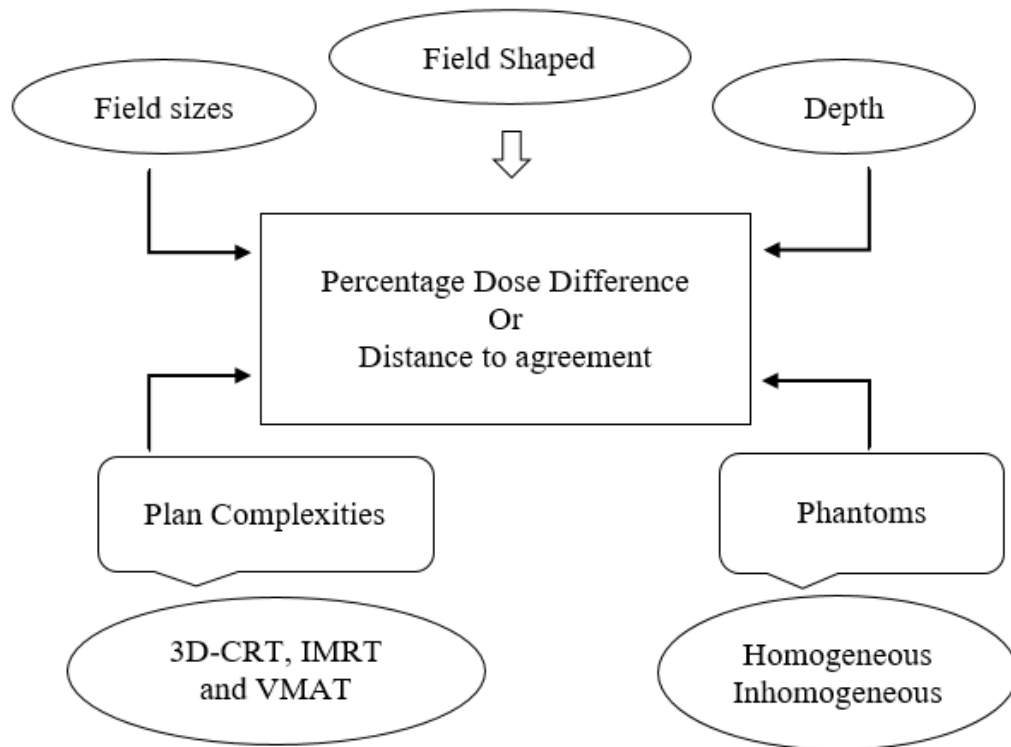 Field Shaped
Field sizes
Depth
Percentage Dose Difference
Or
Distance to agreement
Plan Complexities
Phantoms
3D-CRT, IMRT
and VMAT
Homogeneous
Inhomogeneous